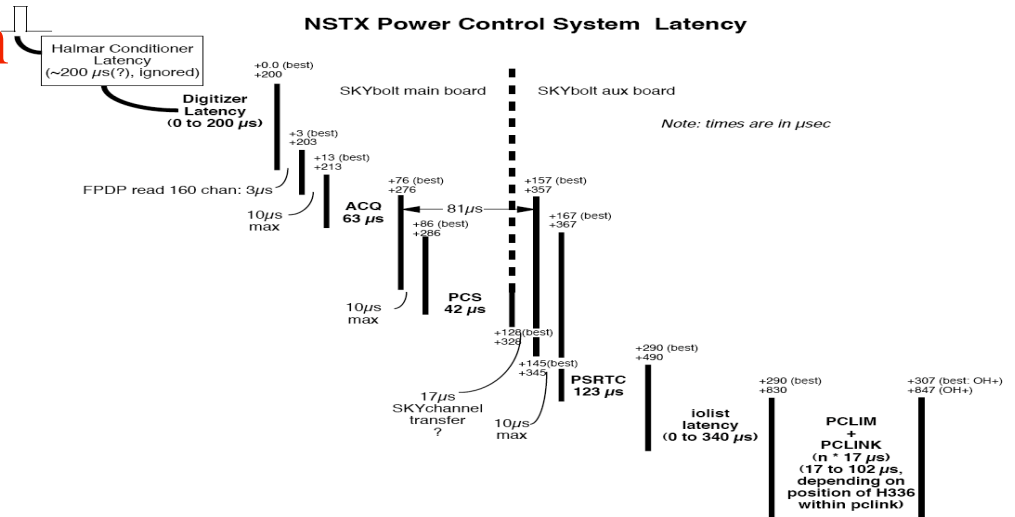 NSTX Power Control System Latency
Halmar Conditioner
Latency
(~200 µs(?), ignored)
Digitizer
Latency
(0 to 200 µs)
+0.0 (best)
+200
SKYbolt main board
SKYbolt aux board
Note: times are in µsec
+3 (best)
+203
+13 (best)
+213
FPDP read 160 chan: 3µs
10µs
max
ACQ
63 µs
+76 (best)
+276
81µs
+157 (best)
+357
+86 (best)
+286
+167 (best)
+367
10µs
max
PCS
42 µs
+128(best)
+328
+145(best)
+345
17µs
SKYchannel
transfer
?
10µs
max
PSRTC
123 µs
+290 (best)
+490
iolist
latency
(0 to 340 µs)
+290 (best)
+830
PCLIM
+
PCLINK
(n * 17 µs)
(17 to 102 µs,
depending on
position of H336
within pclink)
+307 (best: OH+)
+847 (OH+)